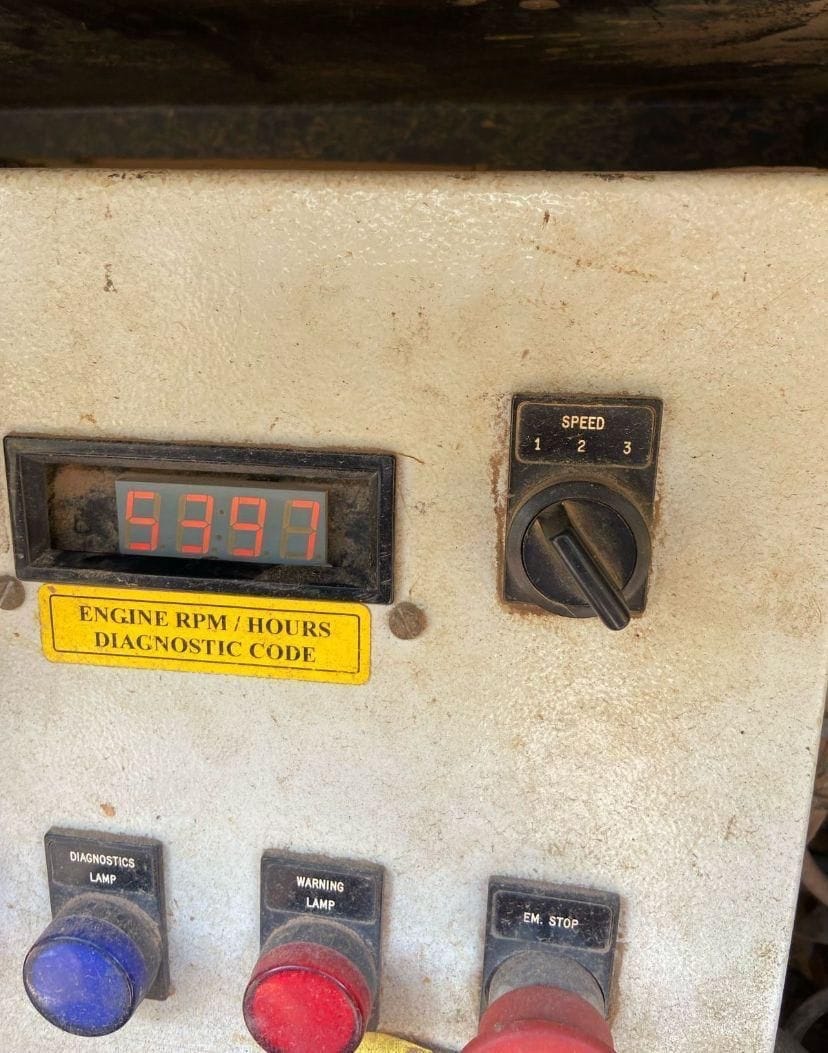 SPEED
1 2 3
5397
ENGINE RPM / HOURS
DIAGNOSTIC CODE
DIAGNOSTICS
LAMP
WARNING
LAMP
EM. STOP